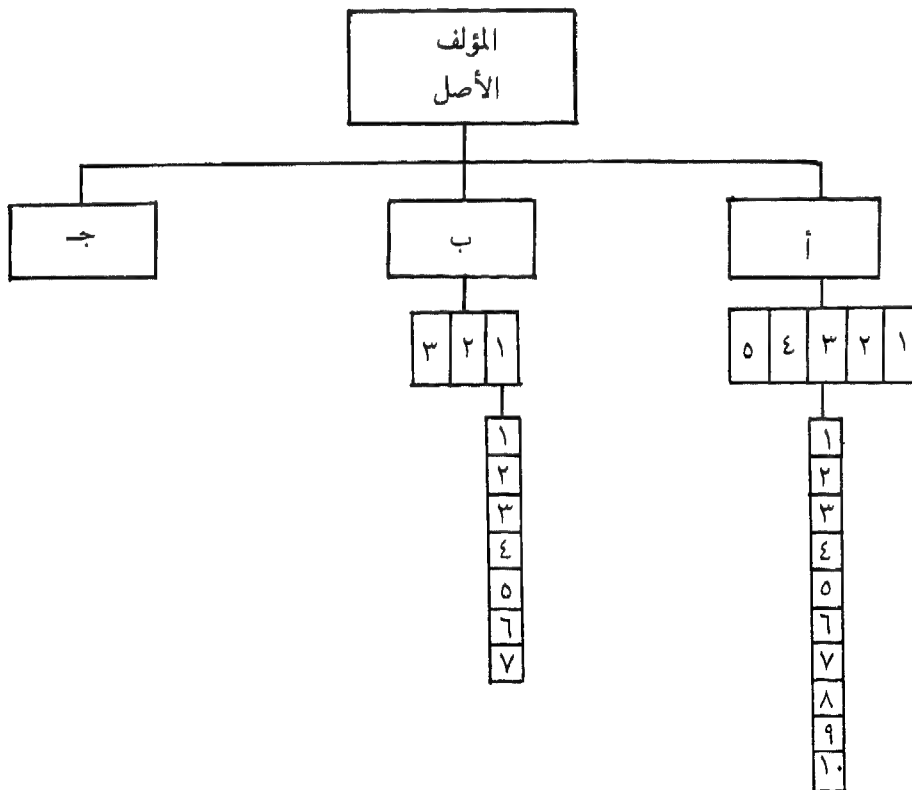 المؤلف
الأصل
أ
ب
جـ
١ ٢ ٣ ٤ ٥
١ ٢ ٣
١
٢
٣
٤
٥
٦
٧
٨
٩
١٠
١
٢
٣
٤
٥
٦
٧